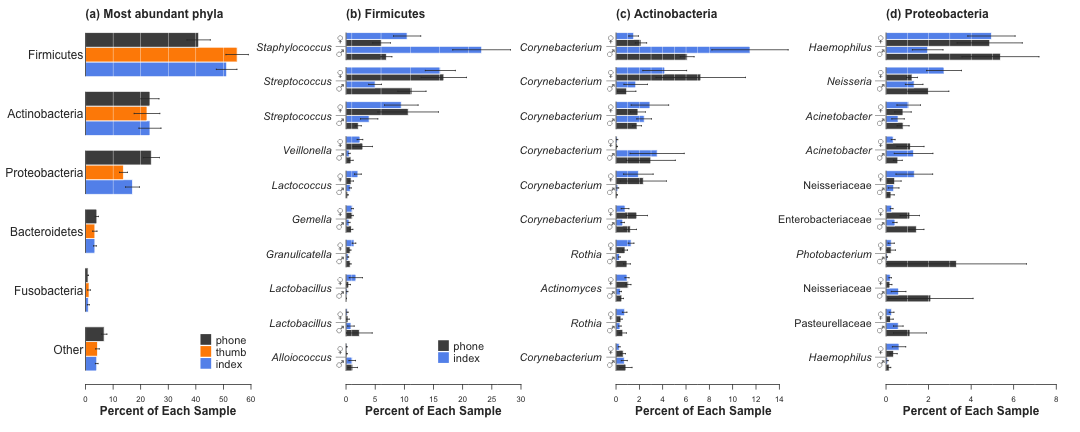 (a) Most abundant phyla
Firmicutes
Actinobacteria
Proteobacteria
Bacteroidetes
Fusobacteria
Other
phone
thumb
index
0 10 20 30 40 50 60
Percent of Each Sample
(b) Firmicutes
Staphylococcus ♀ ♂
Streptococcus ♀ ♂
Streptococcus ♀ ♂
Veillonella ♀ ♂
Lactococcus ♀ ♂
Gemella ♀ ♂
Granulicatella ♀ ♂
Lactobacillus ♀ ♂
Lactobacillus ♀ ♂
Alloiococcus ♀ ♂
phone
index
0 5 10 15 20 25 30
Percent of Each Sample
(c) Actinobacteria
Corynebacterium ♀ ♂
Corynebacterium ♀ ♂
Corynebacterium ♀ ♂
Corynebacterium ♀ ♂
Corynebacterium ♀ ♂
Corynebacterium ♀ ♂
Rothia ♀ ♂
Actinomyces ♀ ♂
Rothia ♀ ♂
Corynebacterium ♀ ♂
0 2 4 6 8 10 12 14
Percent of Each Sample
(d) Proteobacteria
Haemophilus ♀ ♂
Neisseria ♀ ♂
Acinetobacter ♀ ♂
Acinetobacter ♀ ♂
Neisseriaceae ♀ ♂
Enterobacteriaceae ♀ ♂
Photobacterium ♀ ♂
Neisseriaceae ♀ ♂
Pasteurellaceae ♀ ♂
Haemophilus ♀ ♂
0 2 4 6 8
Percent of Each Sample